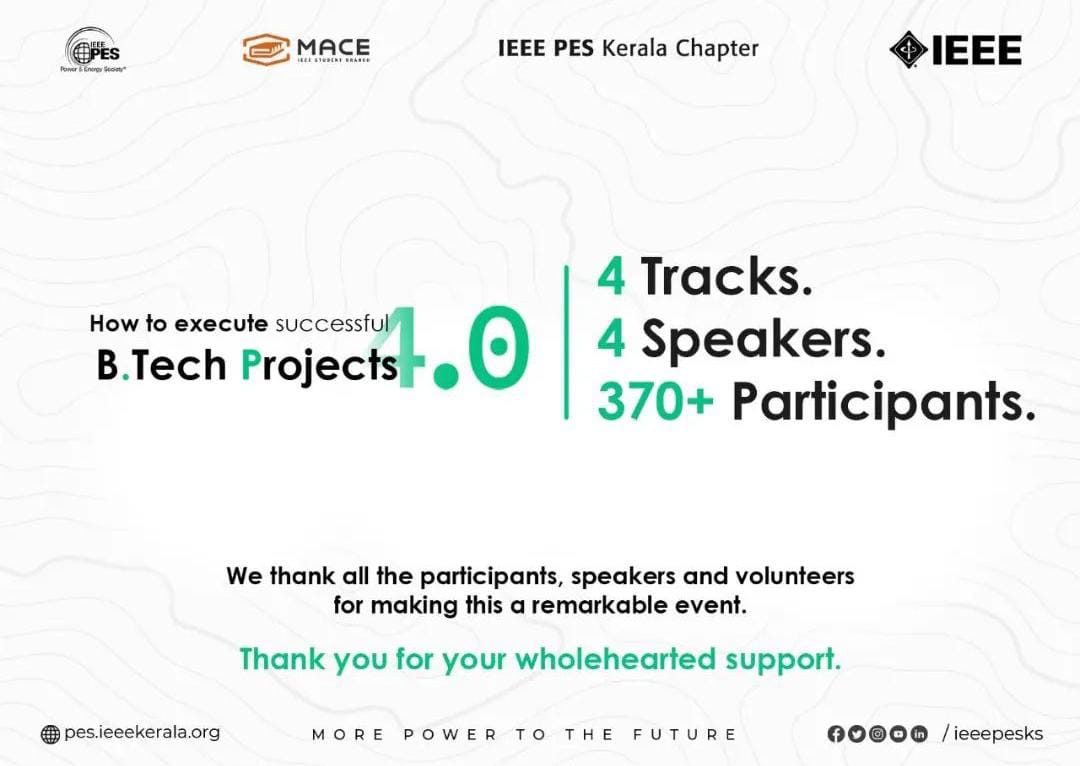 IEEE
PES
Power & Energy Society®
MACE
IEEE STUDENT BRANCH
IEEE PES Kerala Chapter
IEEE
How to execute successful
B.Tech Projects
4.0
4 Tracks.
4 Speakers.
370+ Participants.
We thank all the participants, speakers and volunteers
for making this a remarkable event.
Thank you for your wholehearted support.
pes.ieeekerala.org
MORE POWER TO THE FUTURE
/ ieeepesks